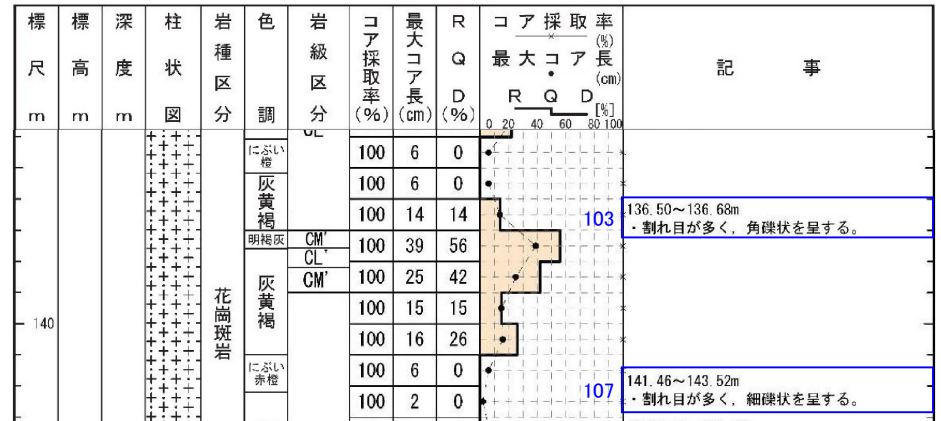 標尺m
標高m
深度m
柱状図
岩種区分
色調
岩級区分
コア採取率(%)
最大コア長(cm)
RQD(%)
コア採取率(%)
最大コア長(cm)
RQD[%]
0 20 40 60 80 100
記事
CL
にぶい橙
100 6 0
灰黄褐
100 6 0
100 14 14
103
136.50~136.68m
・割れ目が多く,角礫状を呈する。
明褐灰
CM'
100 39 56
CL'
灰黄褐
CM'
100 25 42
花崗斑岩
100 15 15
140
100 16 26
にぶい赤橙
100 6 0
107
141.46~143.52m
・割れ目が多く,細礫状を呈する。
100 2 0